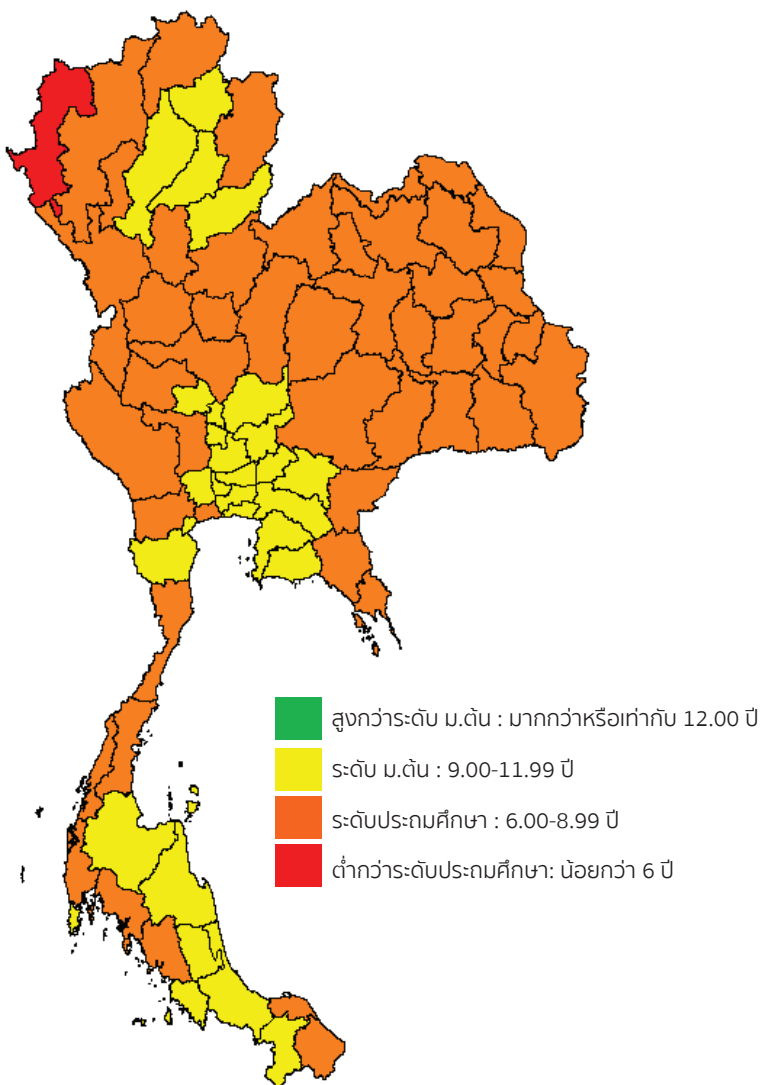 สูงกว่าระดับ ม.ต้น : มากกว่าหรือเท่ากับ 12.00 ปี
ระดับ ม.ต้น : 9.00-11.99 ปี
ระดับประถมศึกษา : 6.00-8.99 ปี
ต่ำกว่าระดับประถมศึกษา: น้อยกว่า 6 ปี